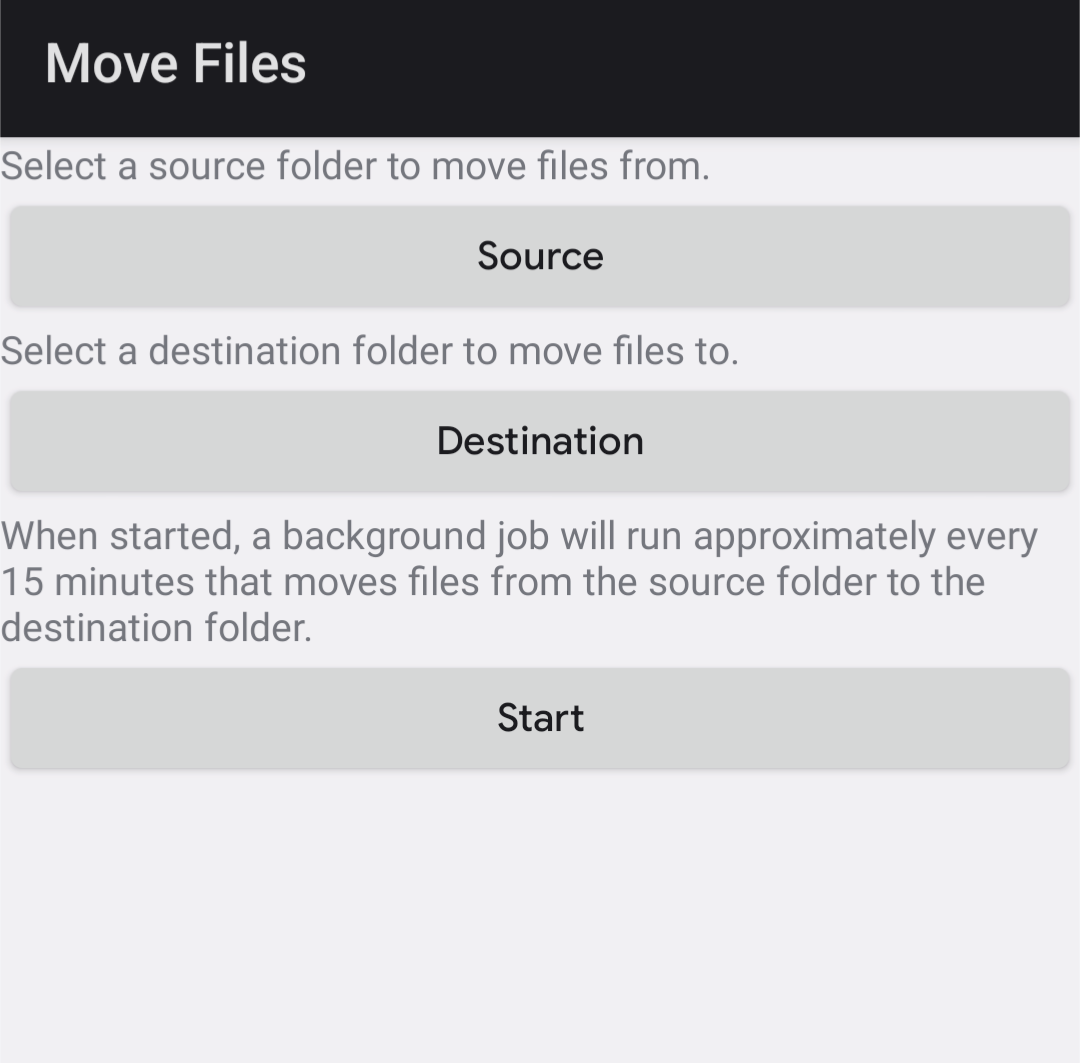 Move Files
Select a source folder to move files from.
Source
Select a destination folder to move files to.
Destination
When started, a background job will run approximately every
15 minutes that moves files from the source folder to the
destination folder.
Start